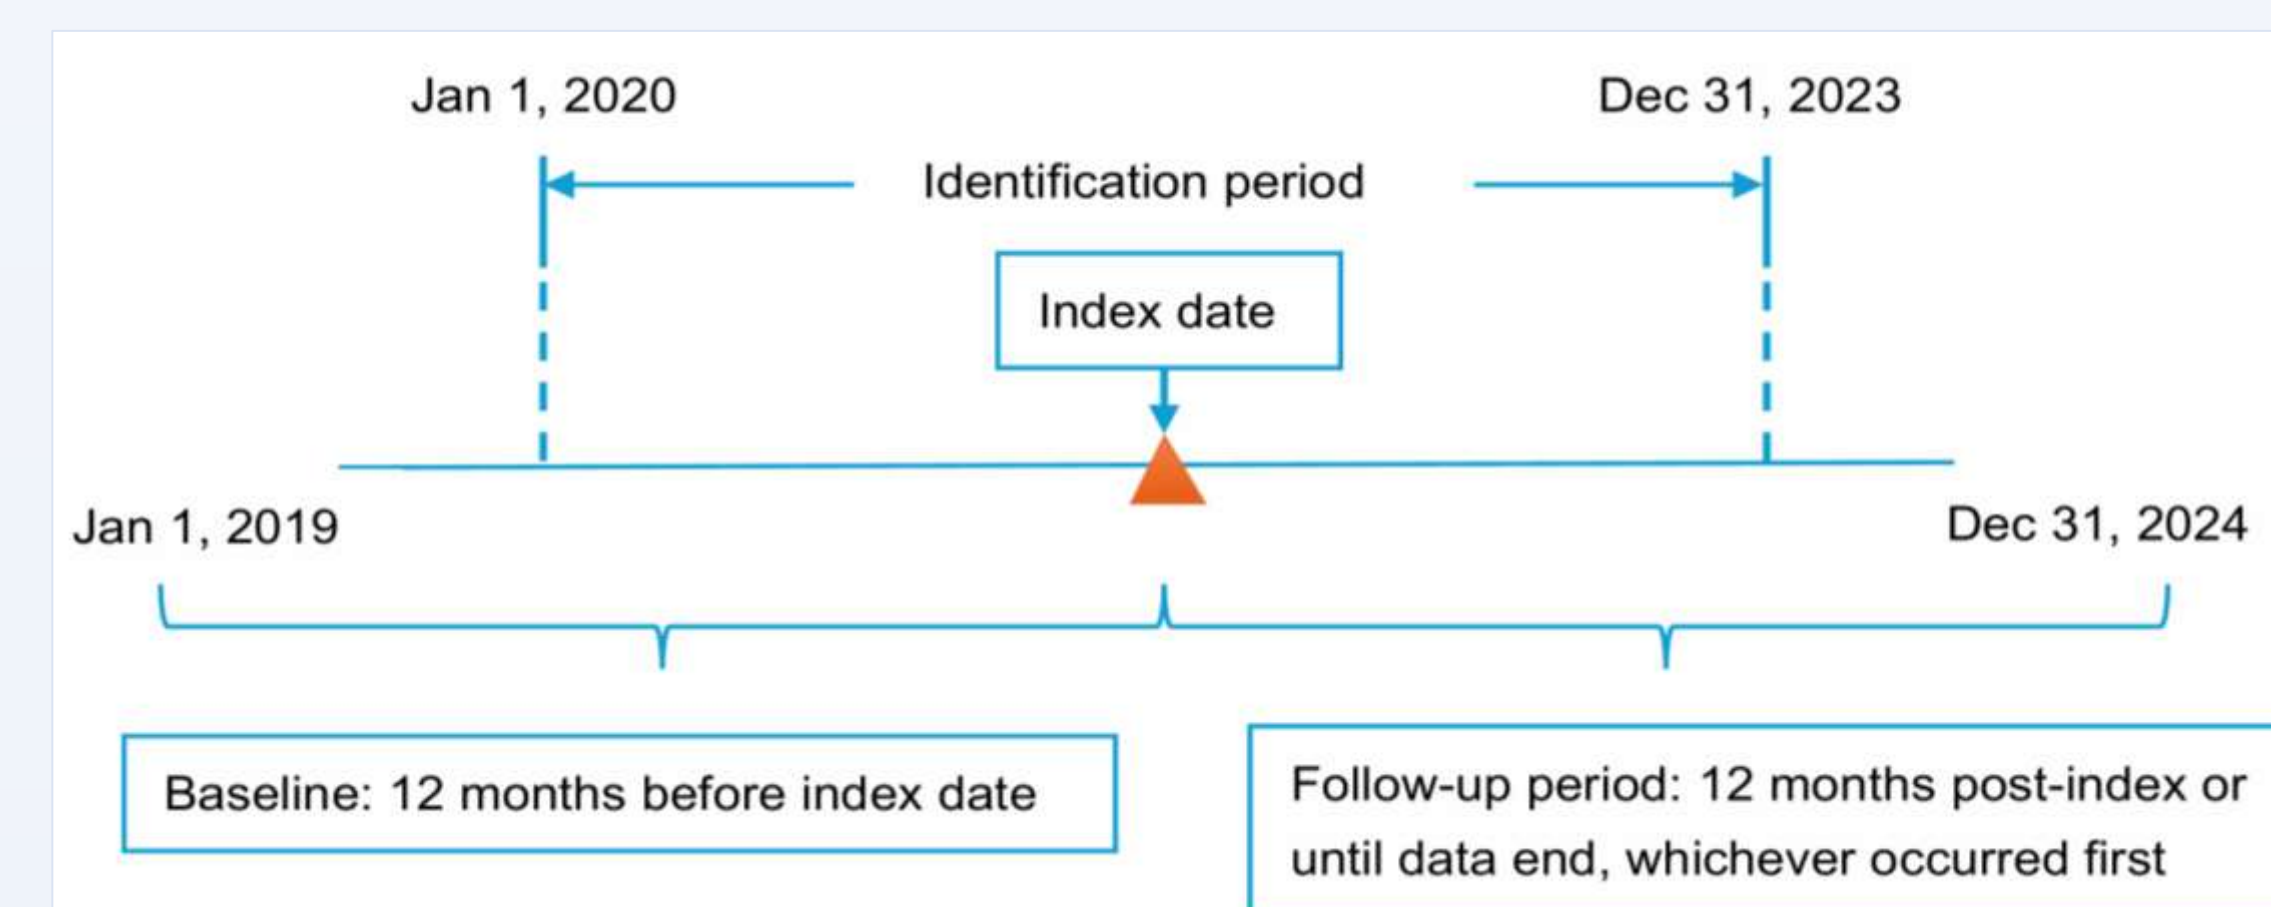 Jan 1, 2020
Dec 31, 2023
Identification period
Index date
Jan 1, 2019
Dec 31, 2024
Baseline: 12 months before index date
Follow-up period: 12 months post-index or
until data end, whichever occurred first